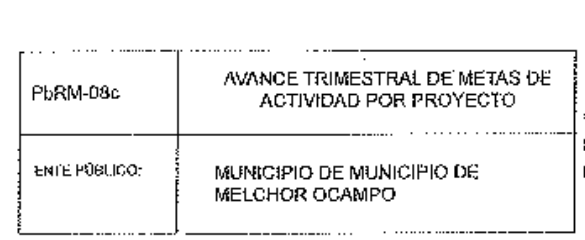 PbRM-08c
AVANCE TRIMESTRAL DE METAS DE
ACTIVIDAD POR PROYECTO
ENTE PÚBLICO:
MUNICIPIO DE MUNICIPIO DE
MELCHOR OCAMPO